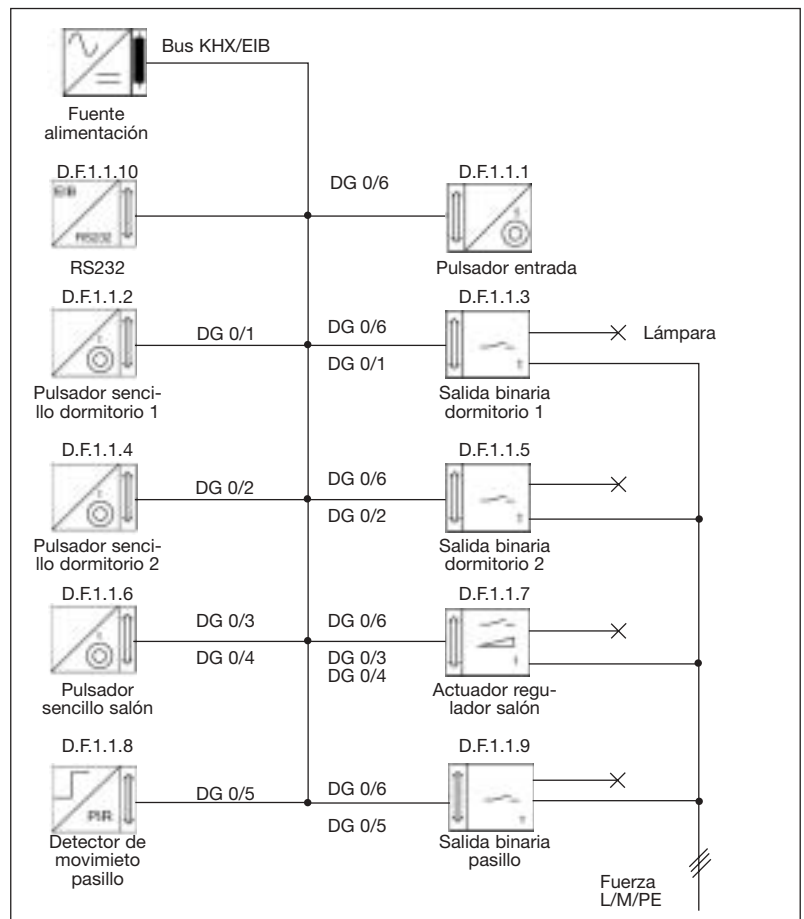 Bus KHX/EIB
Fuente
alimentación
D.F.1.1.10
EIB
RS232
RS232
DG 0/6
D.F.1.1.1
t
Pulsador entrada
D.F.1.1.2
t
Pulsador senci-
llo dormitorio 1
DG 0/1
DG 0/6
DG 0/1
D.F.1.1.3
t
Salida binaria
dormitorio 1
Lámpara
D.F.1.1.4
t
Pulsador senci-
llo dormitorio 2
DG 0/2
DG 0/6
DG 0/2
D.F.1.1.5
t
Salida binaria
dormitorio 2
D.F.1.1.6
t
Pulsador
sencillo salón
DG 0/3
DG 0/4
DG 0/6
DG 0/3
DG 0/4
D.F.1.1.7
t
Actuador regu-
lador salón
D.F.1.1.8
PIR
Detector de
movimieto
pasillo
DG 0/5
DG 0/6
DG 0/5
D.F.1.1.9
t
Salida binaria
pasillo
Fuerza
L/M/PE